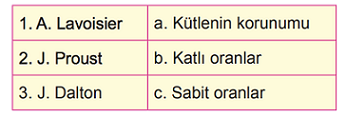 1. A. Lavoisier a. Kütlenin korunumu
2. J. Proust b. Katlı oranlar
3. J. Dalton c. Sabit oranlar